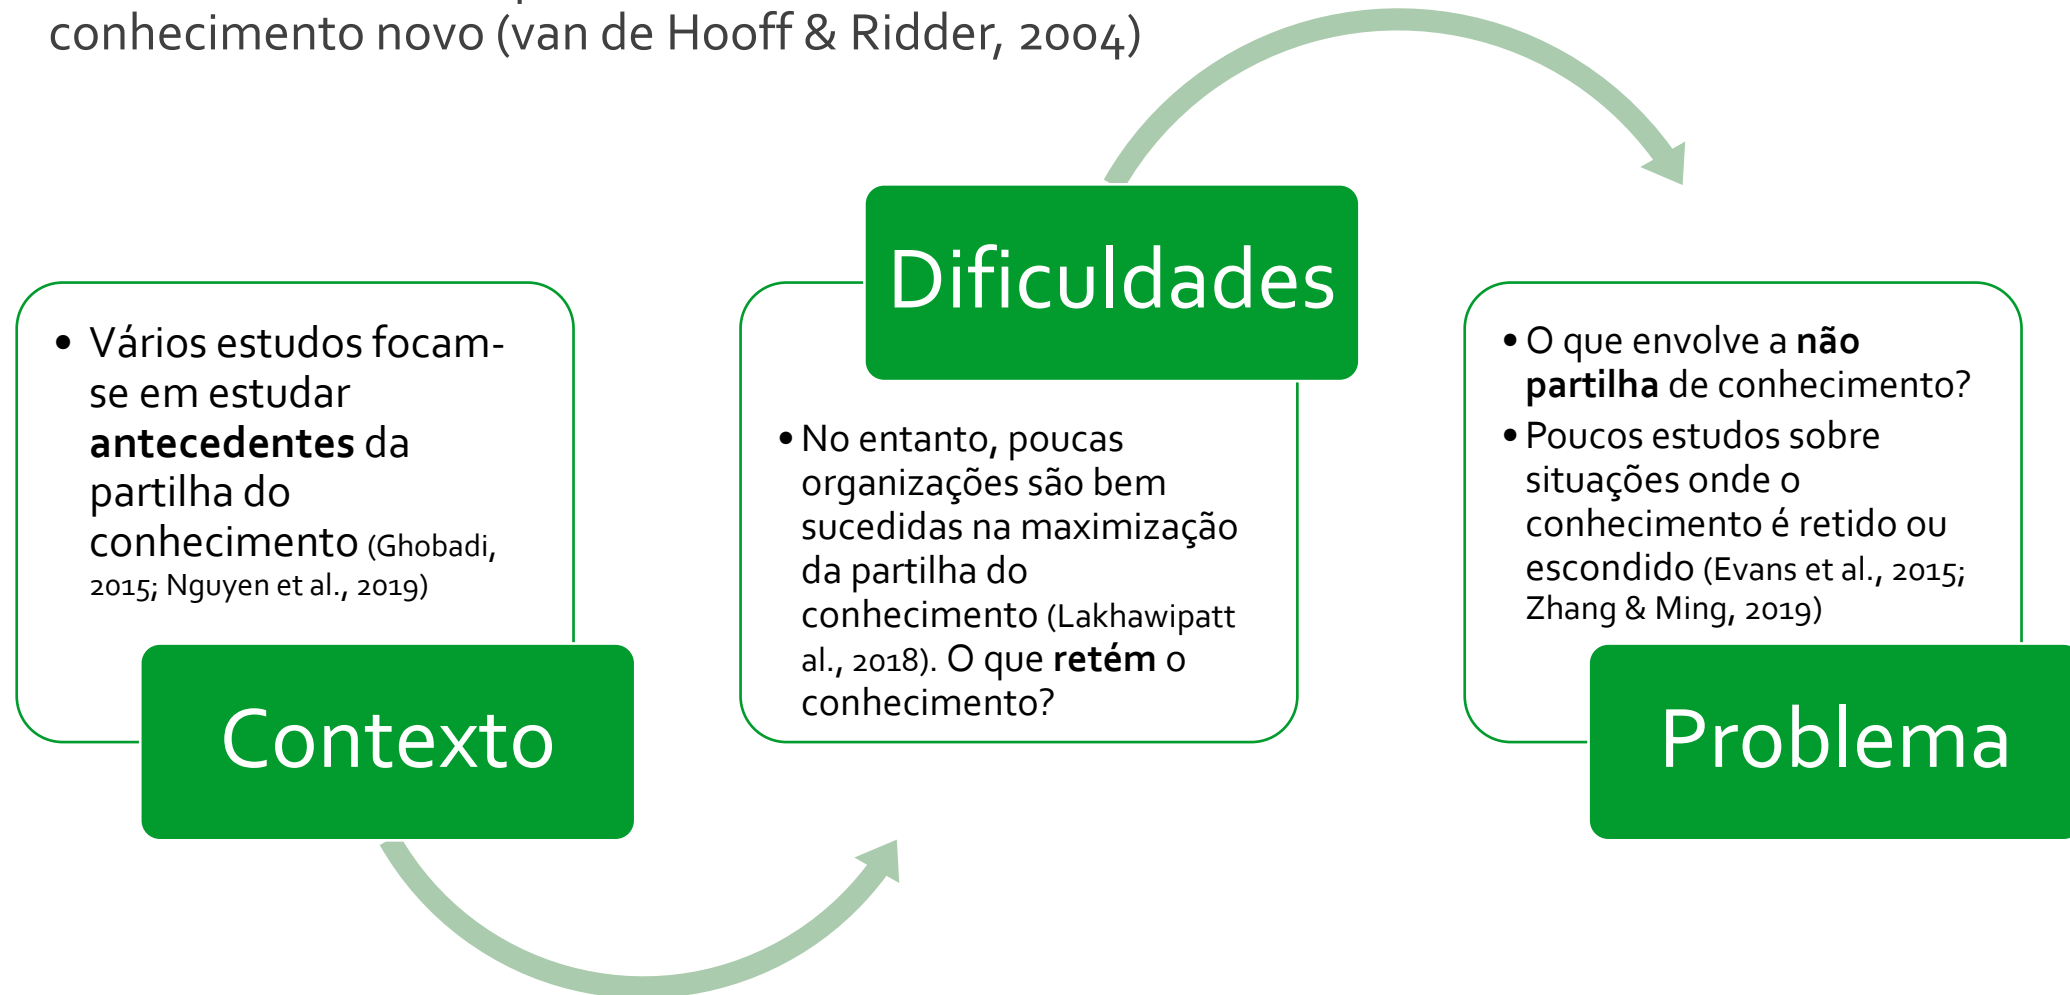 conhecimento novo (van de Hooff & Ridder, 2004)
• Vários estudos focam-
se em estudar
antecedentes da
partilha do
conhecimento (Ghobadi,
2015; Nguyen et al., 2019)
Contexto
Dificuldades
• No entanto, poucas
organizações são bem
sucedidas na maximização
da partilha do
conhecimento (Lakhawipatt
al., 2018). O que retém o
conhecimento?
• O que envolve a não
partilha de conhecimento?
• Poucos estudos sobre
situações onde o
conhecimento é retido ou
escondido (Evans et al., 2015;
Zhang & Ming, 2019)
Problema